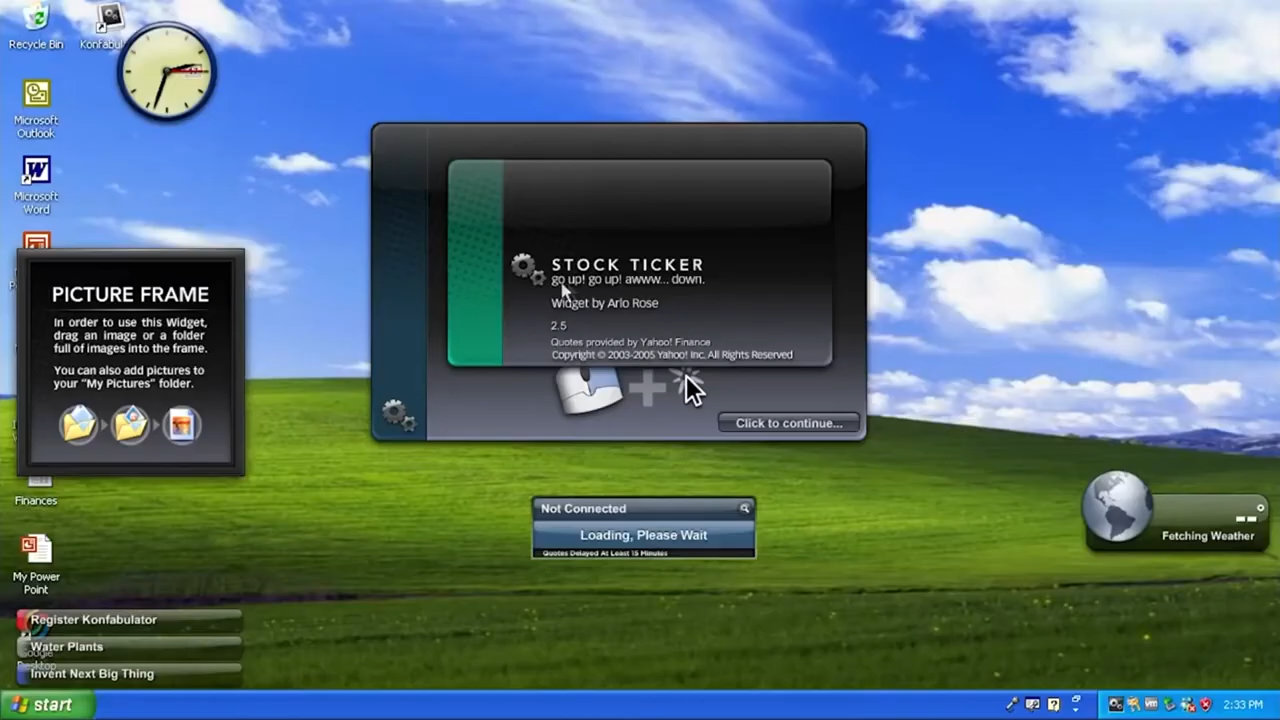 Recycle Bin
Konfabul
Microsoft
Outlook
Microsoft
Word
PICTURE FRAME
In order to use this Widget,
drag an image or a folder
full of images into the frame.
You can also add pictures to
your "My Pictures" folder.
Finances
My Power
Point
Register Konfabulator
Water Plants
Invent Next Big Thing
STOCK TICKER
go up! go up! awww... down.
Widget by Arlo Rose
2.5
Quotes provided by Yahoo! Finance
Copyright © 2003-2005 Yahoo! Inc. All Rights Reserved
Click to continue...
Not Connected
Loading, Please Wait
Quotes Delayed At Least 15 Minutes
Fetching Weather
start
2:33 PM